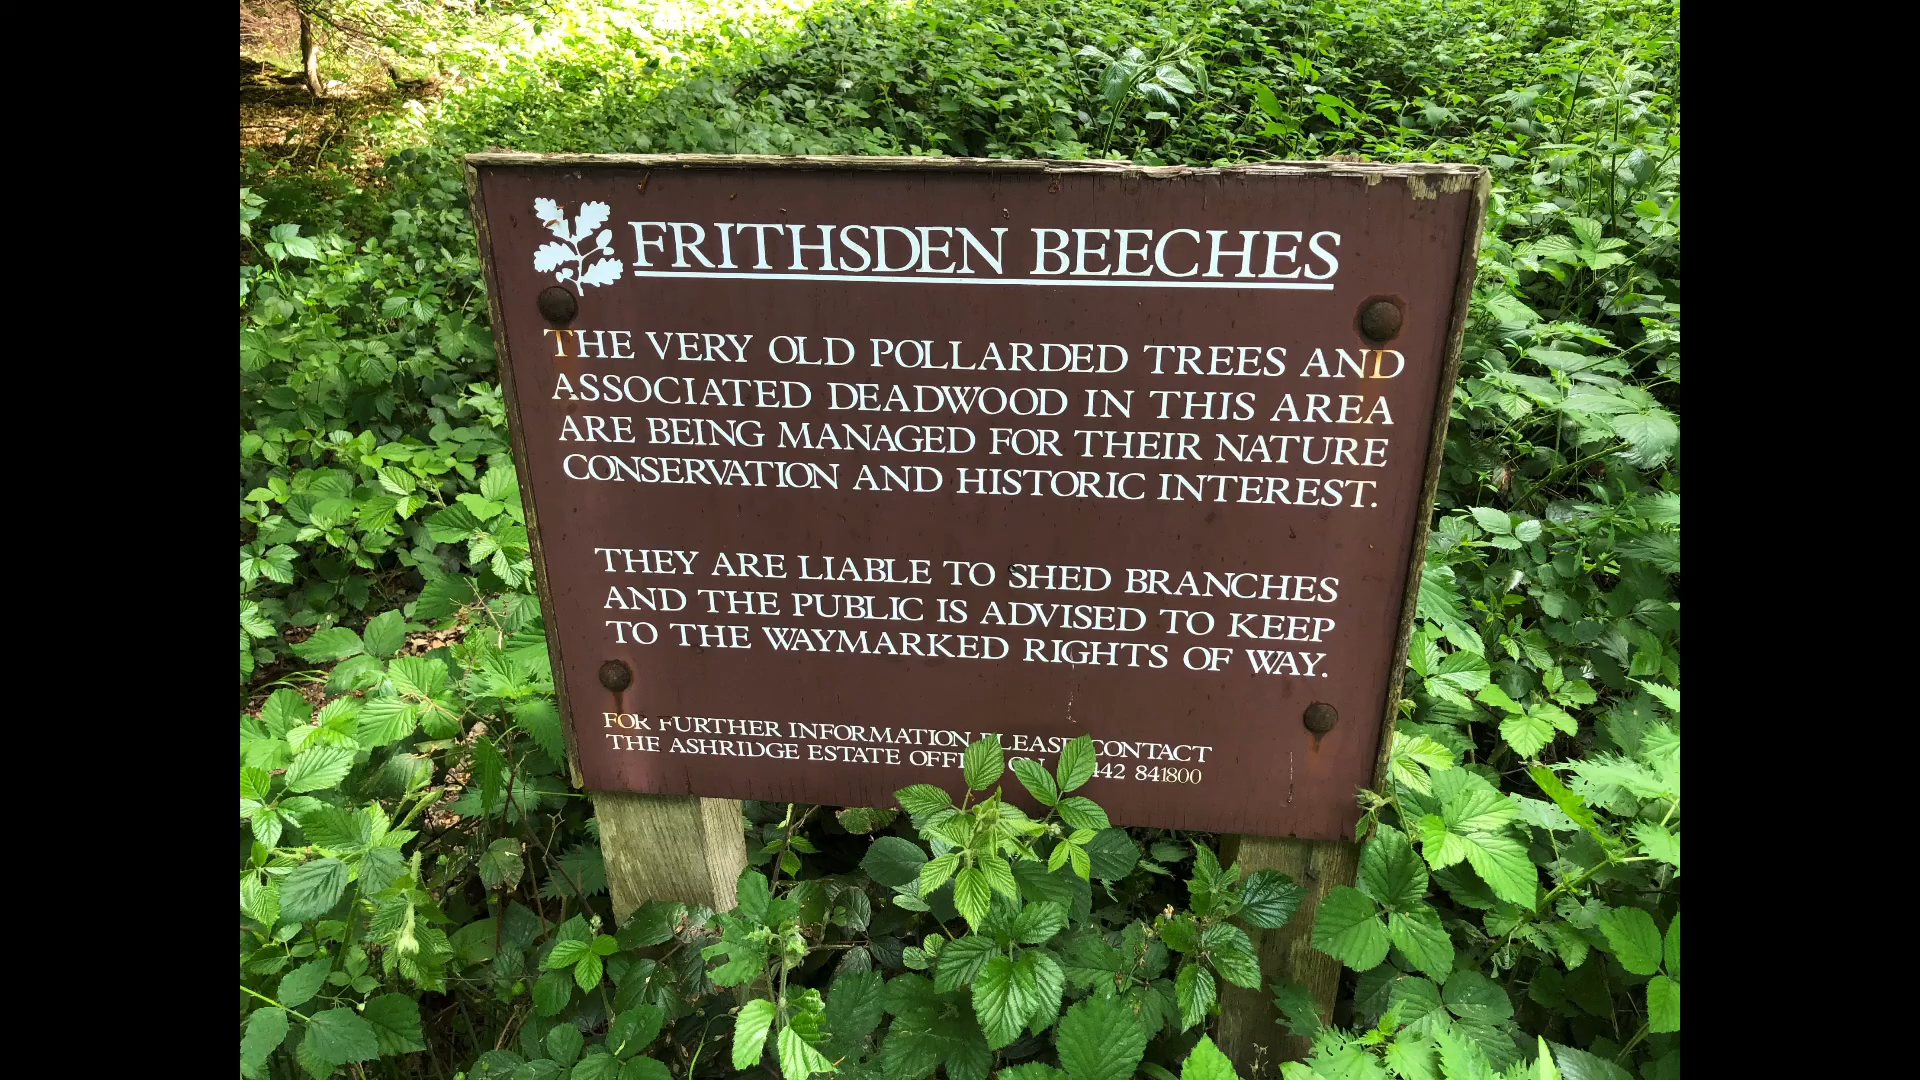 FRITHSDEN BEECHES
THE VERY OLD POLLARDED TREES AND
ASSOCIATED DEADWOOD IN THIS AREA
ARE BEING MANAGED FOR THEIR NATURE
CONSERVATION AND HISTORIC INTEREST.
THEY ARE LIABLE TO SHED BRANCHES
AND THE PUBLIC IS ADVISED TO KEEP
TO THE WAYMARKED RIGHTS OF WAY.
FOR FURTHER INFORMATION PLEASE CONTACT
THE ASHRIDGE ESTATE ON 841800